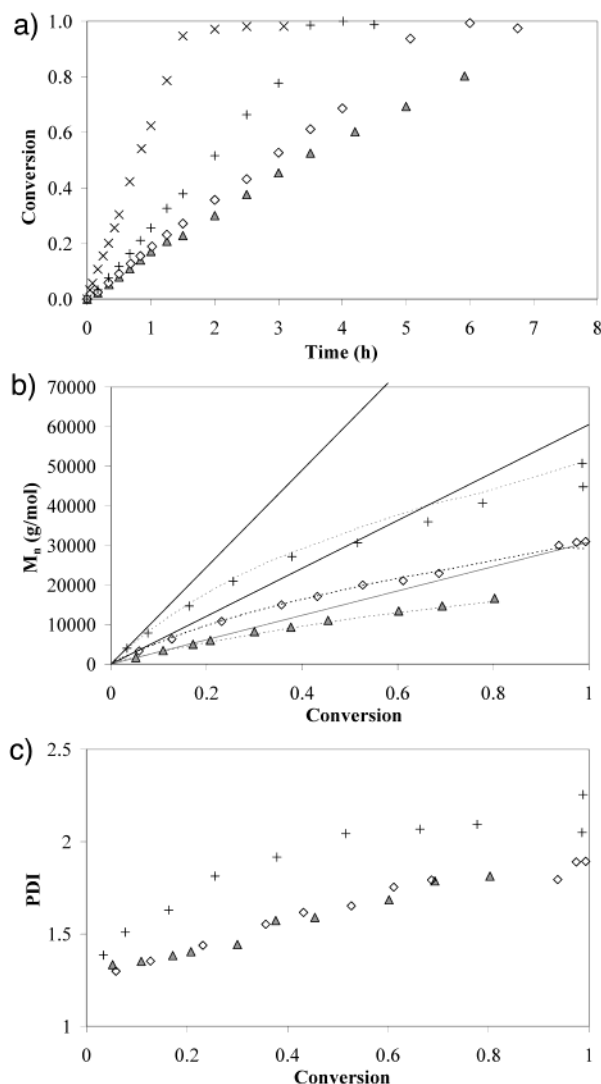 a)
1.0
0.8
0.6
0.4
0.2
0.0
Conversion
0 1 2 3 4 5 6 7 8
Time (h)
b)
70000
60000
50000
40000
30000
20000
10000
0
Mn (g/mol)
0 0.2 0.4 0.6 0.8 1
Conversion
c)
2.5
2
1.5
1
PDI
0 0.2 0.4 0.6 0.8 1
Conversion